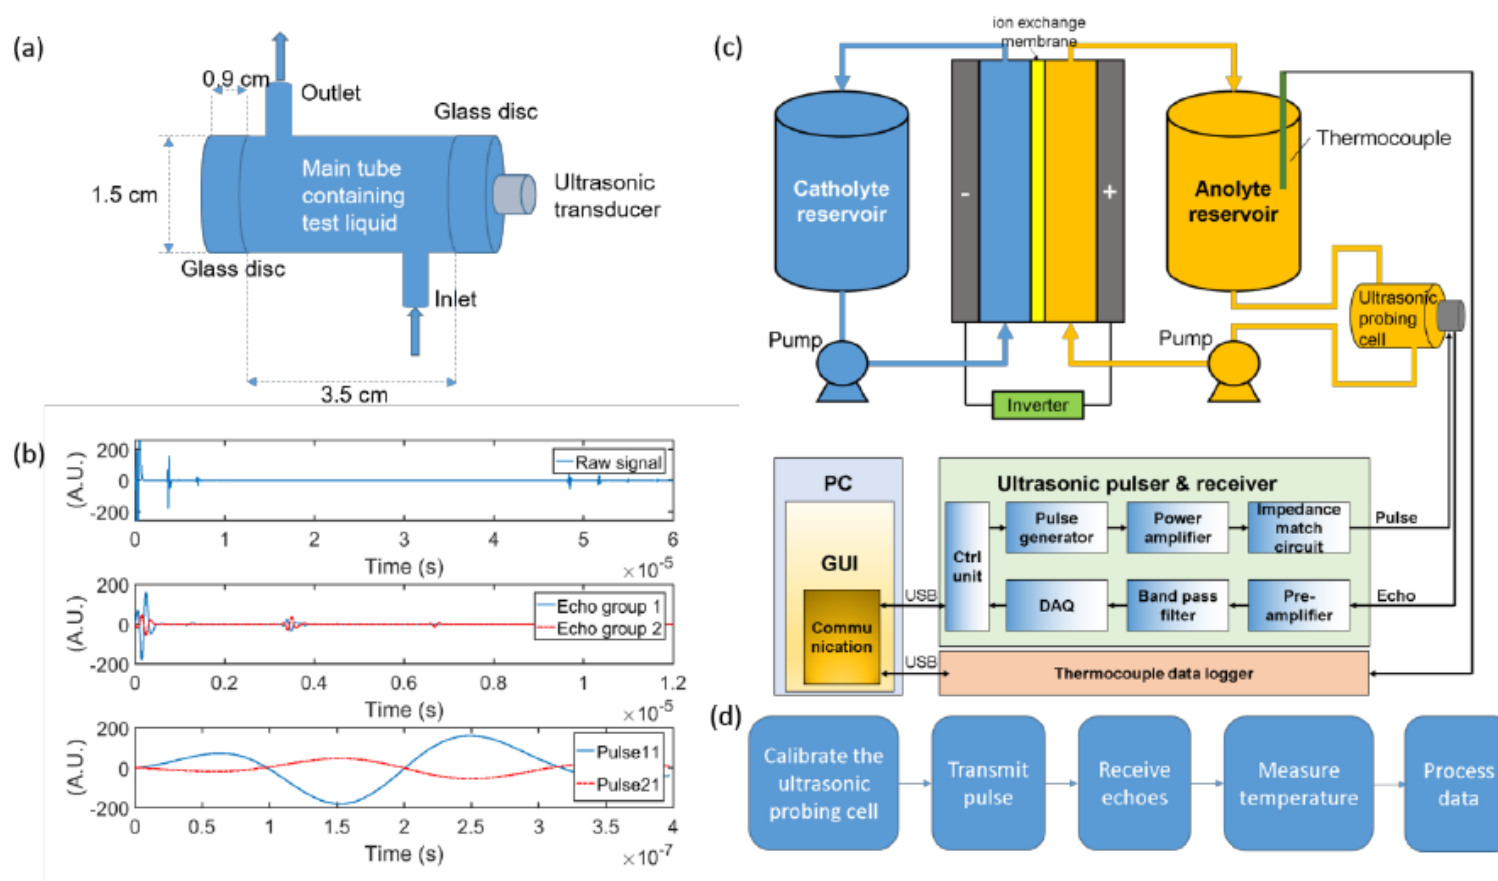 (a)
0.9 cm
Outlet
Glass disc
1.5 cm
Main tube
containing
test liquid
Ultrasonic
transducer
Glass disc
Inlet
3.5 cm
(b)
200
0
-200
(A.U.)
Raw signal
0 1 2 3 4 5 6
Time (s)
×10-5
200
0
-200
(A.U.)
Echo group 1
Echo group 2
0 0.2 0.4 0.6 0.8 1 1.2
Time (s)
×10-5
200
0
-200
(A.U.)
Pulse11
Pulse21
0 0.5 1 1.5 2 2.5 3 3.5 4
Time (s)
×10-7
(c)
ion exchange
membrane
Catholyte
reservoir
-
+
Anolyte
reservoir
Thermocouple
Ultrasonic
probing
cell
Pump
Pump
Inverter
PC
GUI
Commu
nication
USB
USB
Ultrasonic pulser & receiver
Ctrl
unit
Pulse
generator
Power
amplifier
Impedance
match
circuit
Pulse
DAQ
Band pass
filter
Pre-
amplifier
Echo
Thermocouple data logger
(d)
Calibrate the
ultrasonic
probing cell
Transmit
pulse
Receive
echoes
Measure
temperature
Process
data